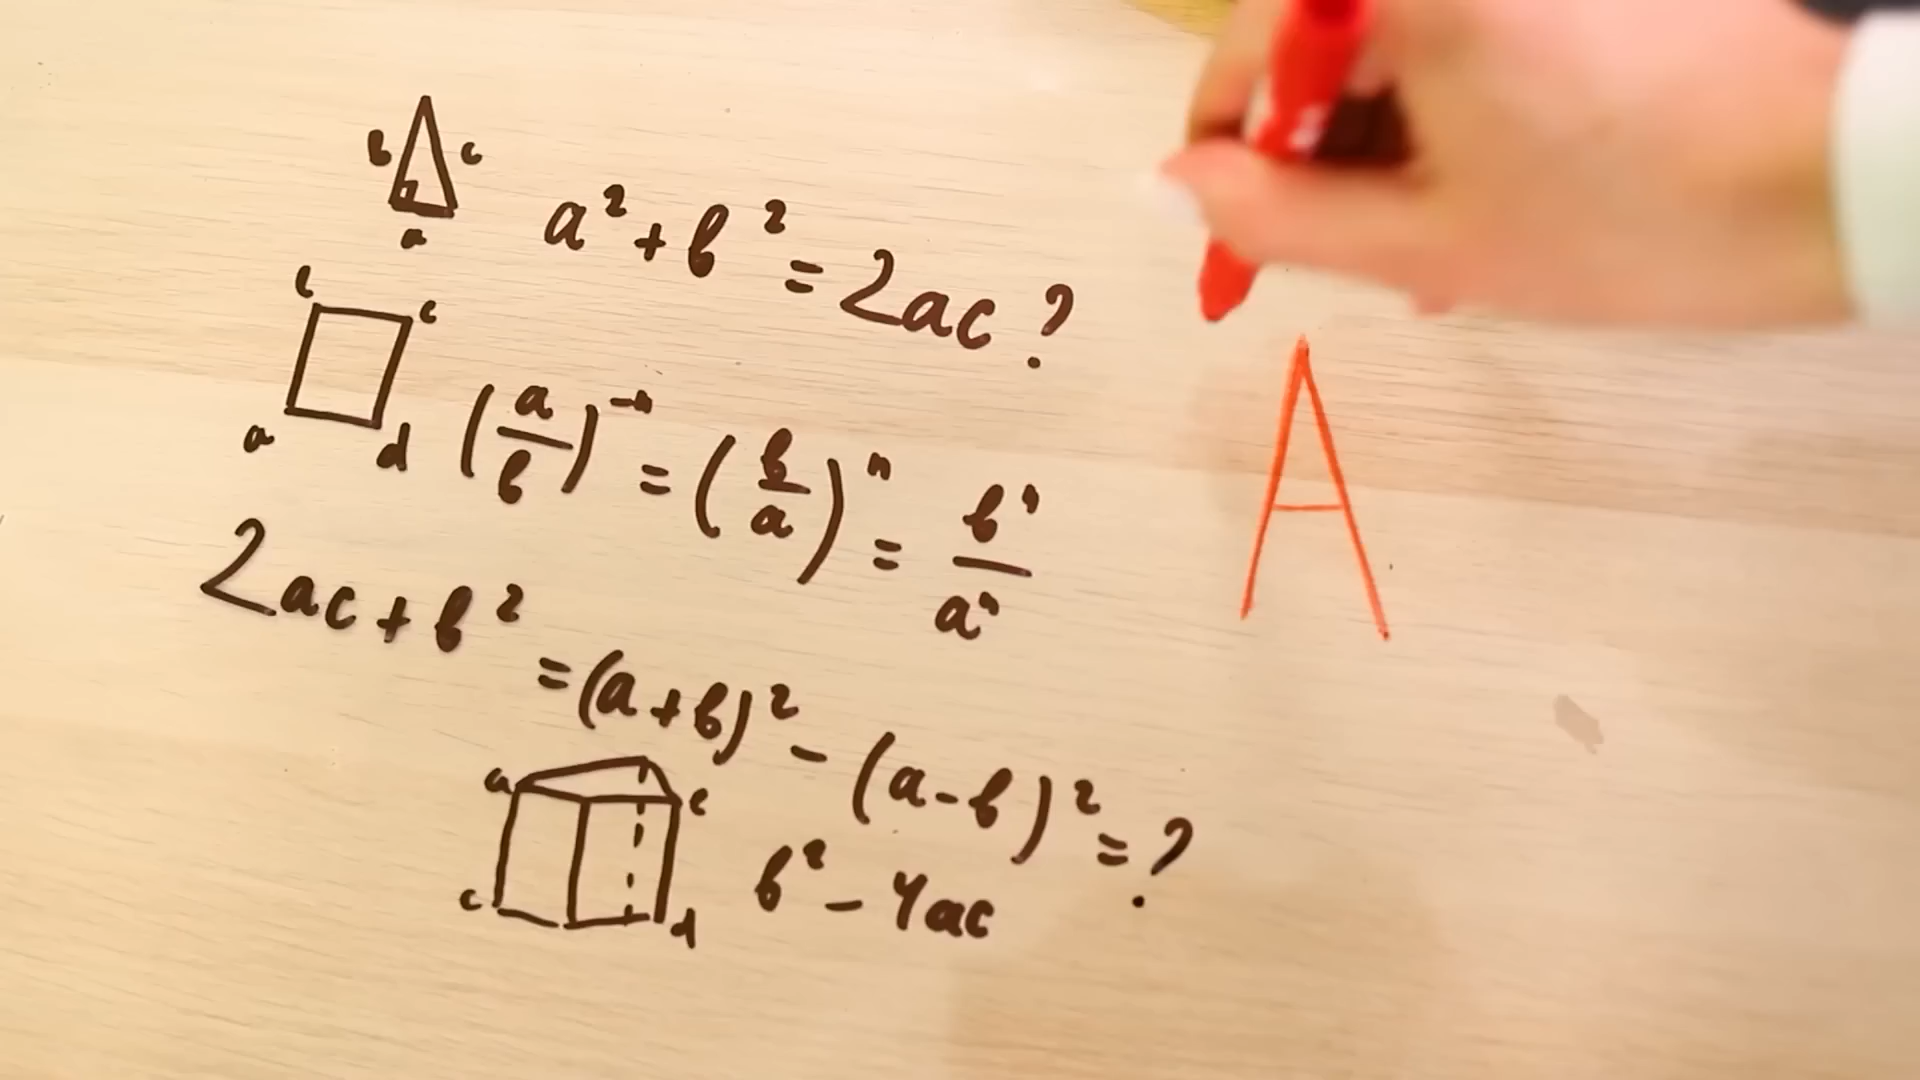 b c
a
a² + b² = 2ac ?
b c
a d
(a/b)⁻ⁿ = (b/a)ⁿ = bⁿ/aⁿ
2ac + b² = (a+b)² - (a-b)² = ?
a c
c d
b² - 4ac
A